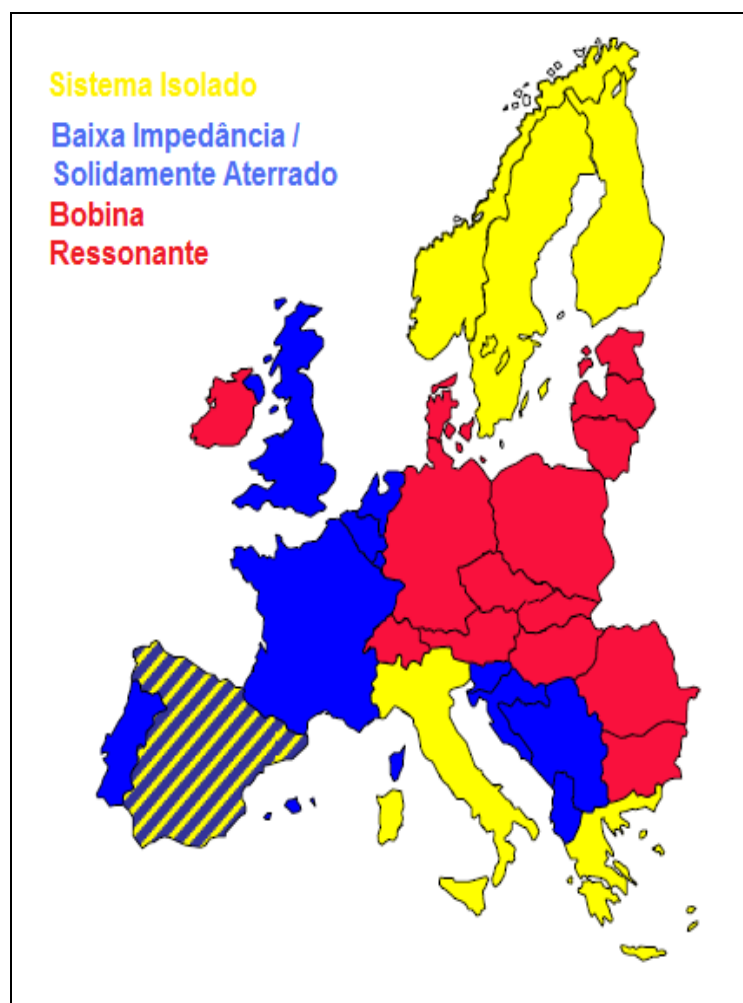 Sistema Isolado
Baixa Impedância /
Solidamente Aterrado
Bobina
Ressonante